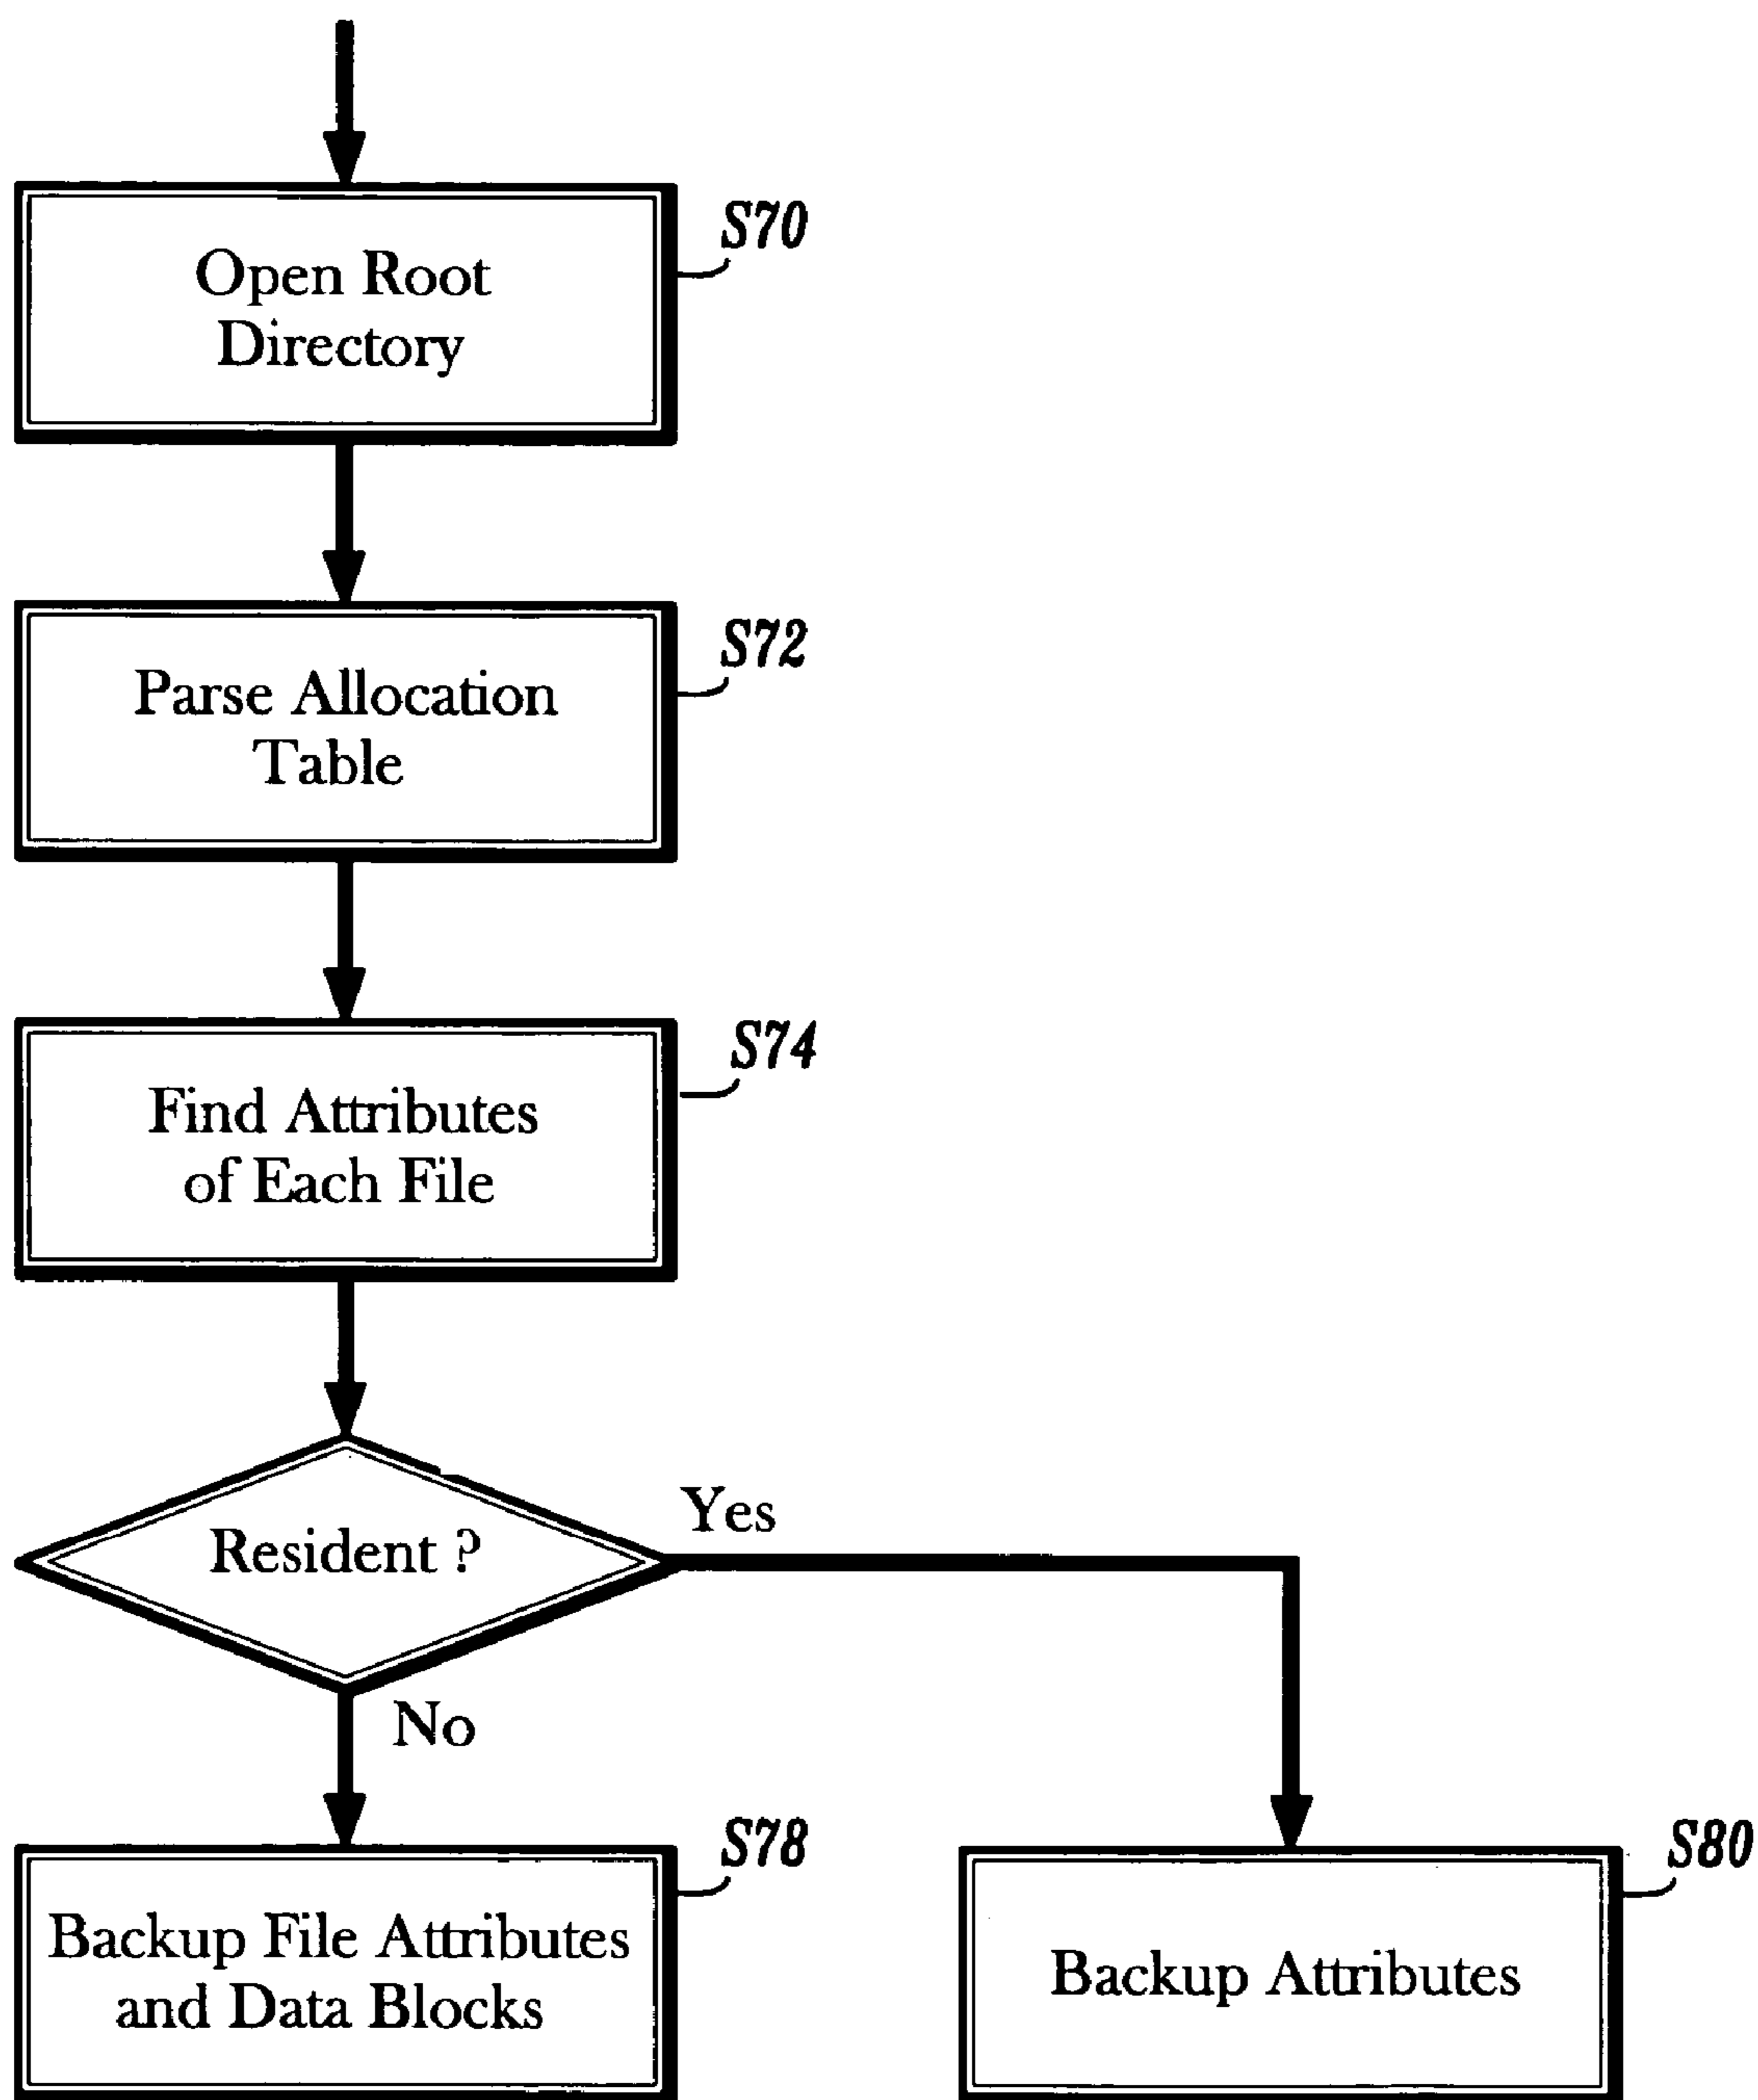 S70
Open Root
Directory
S72
Parse Allocation
Table
S74
Find Attributes
of Each File
Resident ?
Yes
No
S78
Backup File Attributes
and Data Blocks
S80
Backup Attributes